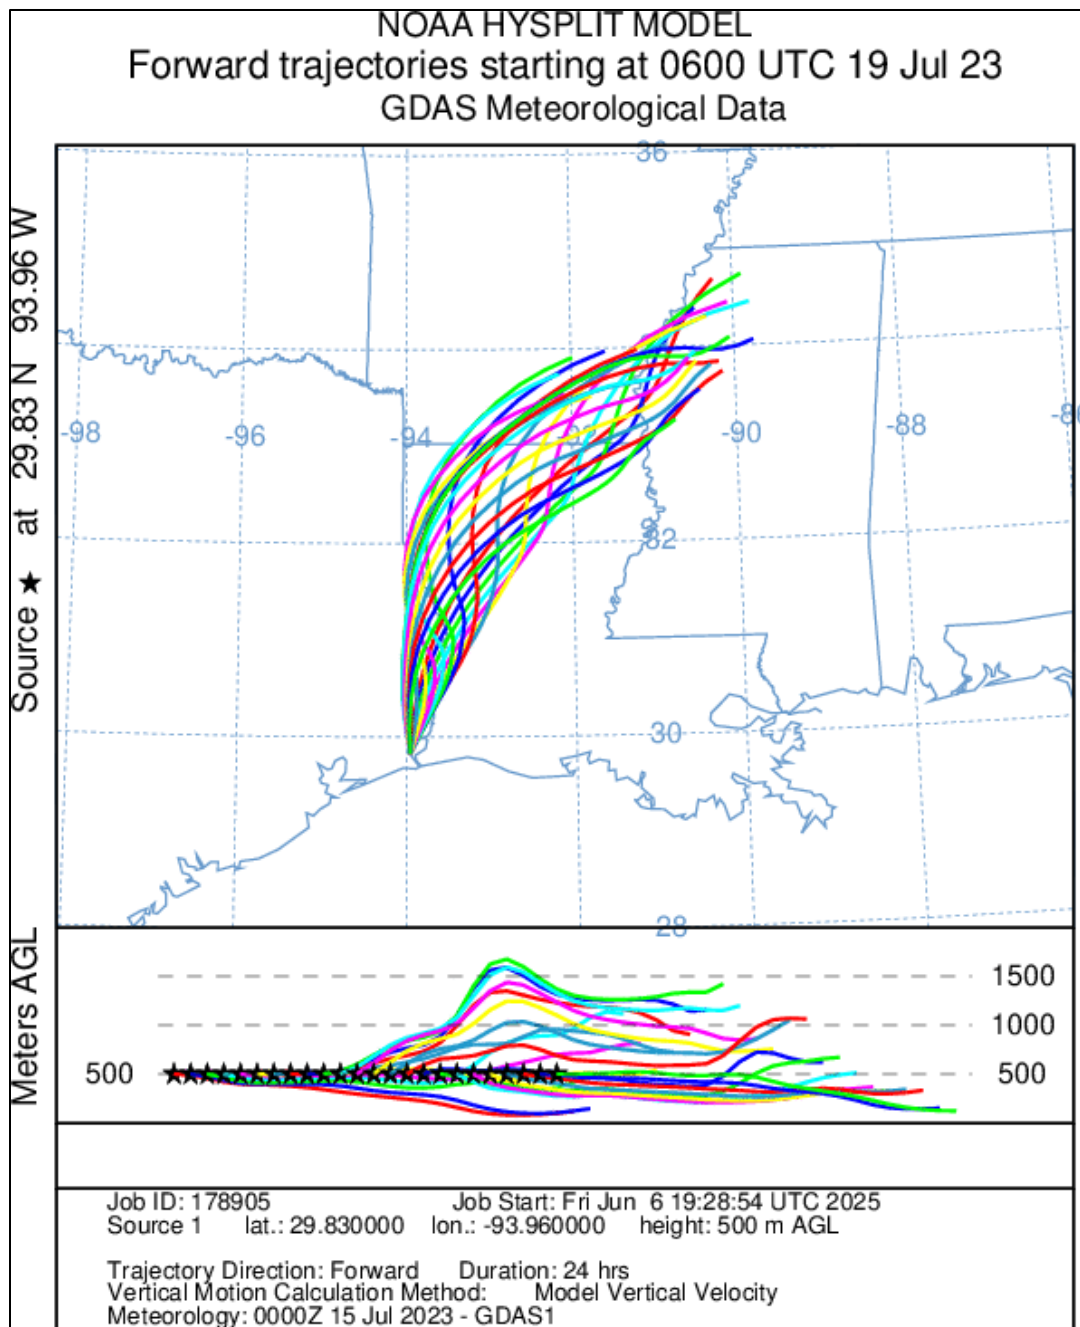 NOAA HYSPLIT MODEL
Forward trajectories starting at 0600 UTC 19 Jul 23
GDAS Meteorological Data
Source ★ at 29.83 N 93.96 W
36
-98 -96 -94 -92 -90 -88 -86
32
30
28
Meters AGL
1500
1000
500 500
Job ID: 178905 Job Start: Fri Jun 6 19:28:54 UTC 2025
Source 1 lat.: 29.830000 lon.: -93.960000 height: 500 m AGL
Trajectory Direction: Forward Duration: 24 hrs
Vertical Motion Calculation Method: Model Vertical Velocity
Meteorology: 0000Z 15 Jul 2023 - GDAS1